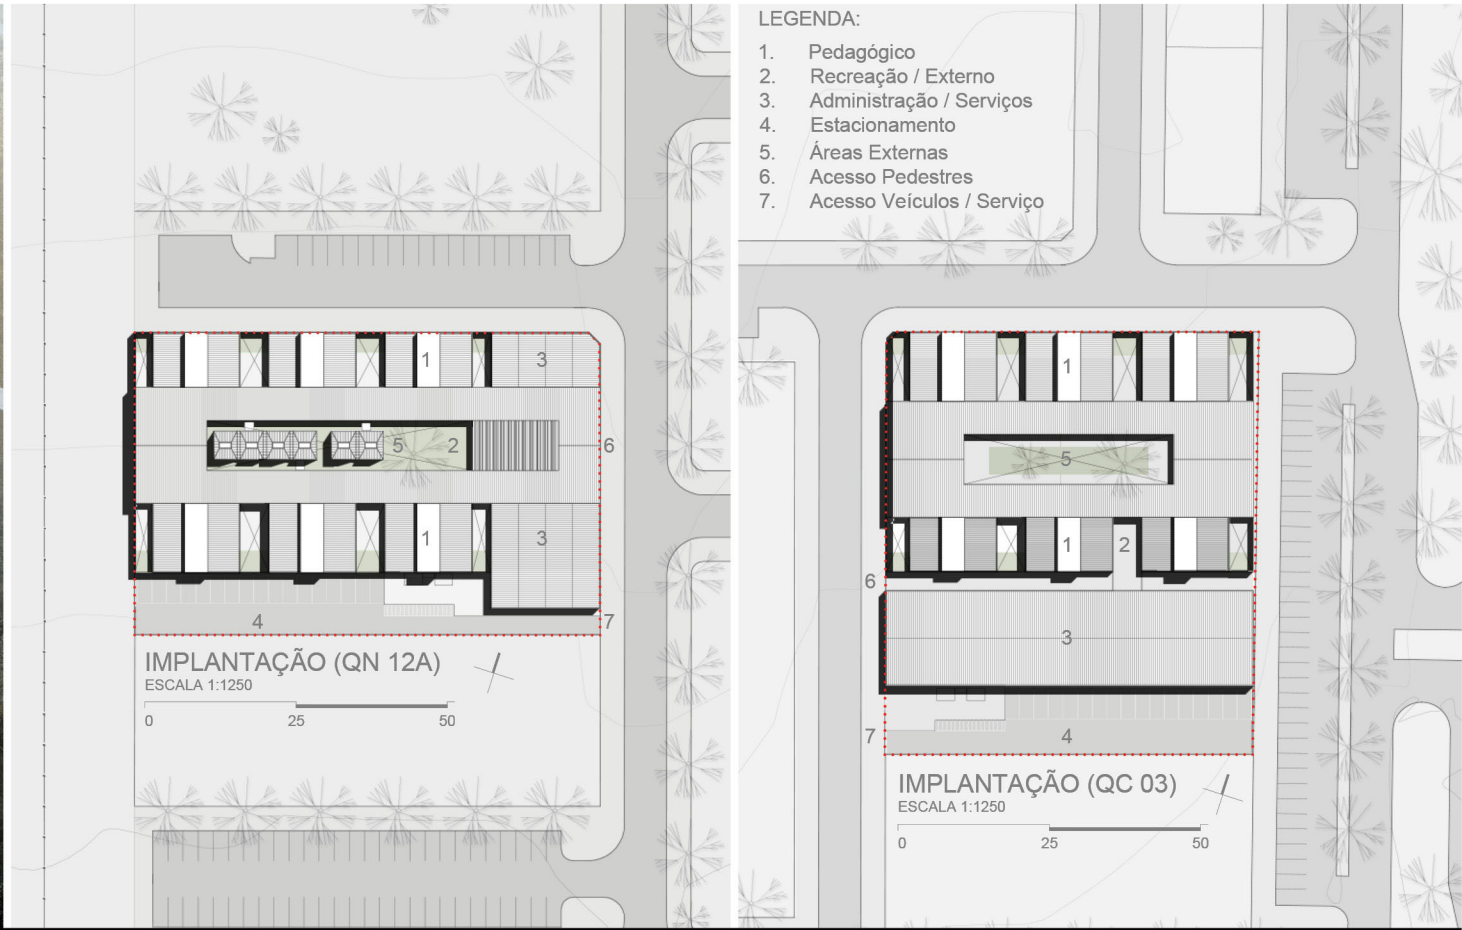 LEGENDA:
1. Pedagógico
2. Recreação / Externo
3. Administração / Serviços
4. Estacionamento
5. Áreas Externas
6. Acesso Pedestres
7. Acesso Veículos / Serviço
1
3
5
2
6
1
3
4
7
IMPLANTAÇÃO (QN 12A)
ESCALA 1:1250
0
25
50
1
5
1
2
6
3
7
4
IMPLANTAÇÃO (QC 03)
ESCALA 1:1250
0
25
50